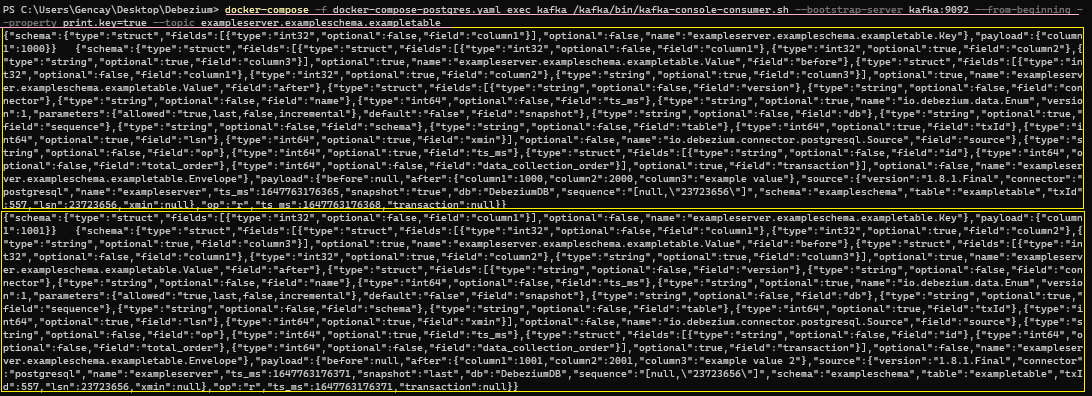 PS C:\Users\Gencay\Desktop\Debezium> docker-compose -f docker-compose-postgres.yaml exec kafka /kafka/bin/kafka-console-consumer.sh --bootstrap-server kafka:9092 --from-beginning -
-property print.key=true --topic exampleserver.exampleschema.exampletable
{"schema":{"type":"struct","fields":[{"type":"int32","optional":false,"field":"column1"}],"optional":false,"name":"exampleserver.exampleschema.exampletable.Key"},"payload":{"column
1":1000}}   {"schema":{"type":"struct","fields":[{"type":"struct","fields":[{"type":"int32","optional":false,"field":"column1"},{"type":"int32","optional":true,"field":"column2"},{
"type":"string","optional":true,"field":"column3"}],"optional":true,"name":"exampleserver.exampleschema.exampletable.Value","field":"before"},{"type":"struct","fields":[{"type":"in
t32","optional":false,"field":"column1"},{"type":"int32","optional":true,"field":"column2"},{"type":"string","optional":true,"field":"column3"}],"optional":true,"name":"exampleserv
er.exampleschema.exampletable.Value","field":"after"},{"type":"struct","fields":[{"type":"string","optional":false,"field":"version"},{"type":"string","optional":false,"field":"con
nector"},{"type":"string","optional":false,"field":"name"},{"type":"int64","optional":false,"field":"ts_ms"},{"type":"string","optional":true,"name":"io.debezium.data.Enum","versio
n":1,"parameters":{"allowed":"true,last,false,incremental"},"default":"false","field":"snapshot"},{"type":"string","optional":false,"field":"db"},{"type":"string","optional":true,"
field":"sequence"},{"type":"string","optional":false,"field":"schema"},{"type":"string","optional":false,"field":"table"},{"type":"int64","optional":true,"field":"txId"},{"type":"i
nt64","optional":true,"field":"lsn"},{"type":"int64","optional":true,"field":"xmin"}],"optional":false,"name":"io.debezium.connector.postgresql.Source","field":"source"},{"type":"s
tring","optional":false,"field":"op"},{"type":"int64","optional":true,"field":"ts_ms"},{"type":"struct","fields":[{"type":"string","optional":false,"field":"id"},{"type":"int64","o
ptional":false,"field":"total_order"},{"type":"int64","optional":false,"field":"data_collection_order"}],"optional":true,"field":"transaction"}],"optional":false,"name":"exampleser
ver.exampleschema.exampletable.Envelope"},"payload":{"before":null,"after":{"column1":1000,"column2":2000,"column3":"example value"},"source":{"version":"1.8.1.Final","connector":"
postgresql","name":"exampleserver","ts_ms":1647763176365,"snapshot":"true","db":"DebeziumDB","sequence":"[null,\"23723656\"]","schema":"exampleschema","table":"exampletable","txId"
:557,"lsn":23723656,"xmin":null},"op":"r","ts_ms":1647763176368,"transaction":null}}
{"schema":{"type":"struct","fields":[{"type":"int32","optional":false,"field":"column1"}],"optional":false,"name":"exampleserver.exampleschema.exampletable.Key"},"payload":{"column
1":1001}}   {"schema":{"type":"struct","fields":[{"type":"struct","fields":[{"type":"int32","optional":false,"field":"column1"},{"type":"int32","optional":true,"field":"column2"},{
"type":"string","optional":true,"field":"column3"}],"optional":true,"name":"exampleserver.exampleschema.exampletable.Value","field":"before"},{"type":"struct","fields":[{"type":"in
t32","optional":false,"field":"column1"},{"type":"int32","optional":true,"field":"column2"},{"type":"string","optional":true,"field":"column3"}],"optional":true,"name":"exampleserv
er.exampleschema.exampletable.Value","field":"after"},{"type":"struct","fields":[{"type":"string","optional":false,"field":"version"},{"type":"string","optional":false,"field":"con
nector"},{"type":"string","optional":false,"field":"name"},{"type":"int64","optional":false,"field":"ts_ms"},{"type":"string","optional":true,"name":"io.debezium.data.Enum","versio
n":1,"parameters":{"allowed":"true,last,false,incremental"},"default":"false","field":"snapshot"},{"type":"string","optional":false,"field":"db"},{"type":"string","optional":true,"
field":"sequence"},{"type":"string","optional":false,"field":"schema"},{"type":"string","optional":false,"field":"table"},{"type":"int64","optional":true,"field":"txId"},{"type":"i
nt64","optional":true,"field":"lsn"},{"type":"int64","optional":true,"field":"xmin"}],"optional":false,"name":"io.debezium.connector.postgresql.Source","field":"source"},{"type":"s
tring","optional":false,"field":"op"},{"type":"int64","optional":true,"field":"ts_ms"},{"type":"struct","fields":[{"type":"string","optional":false,"field":"id"},{"type":"int64","o
ptional":false,"field":"total_order"},{"type":"int64","optional":false,"field":"data_collection_order"}],"optional":true,"field":"transaction"}],"optional":false,"name":"exampleser
ver.exampleschema.exampletable.Envelope"},"payload":{"before":null,"after":{"column1":1001,"column2":2001,"column3":"example value 2"},"source":{"version":"1.8.1.Final","connector"
:"postgresql","name":"exampleserver","ts_ms":1647763176371,"snapshot":"last","db":"DebeziumDB","sequence":"[null,\"23723656\"]","schema":"exampleschema","table":"exampletable","txI
d":557,"lsn":23723656,"xmin":null},"op":"r","ts_ms":1647763176371,"transaction":null}}